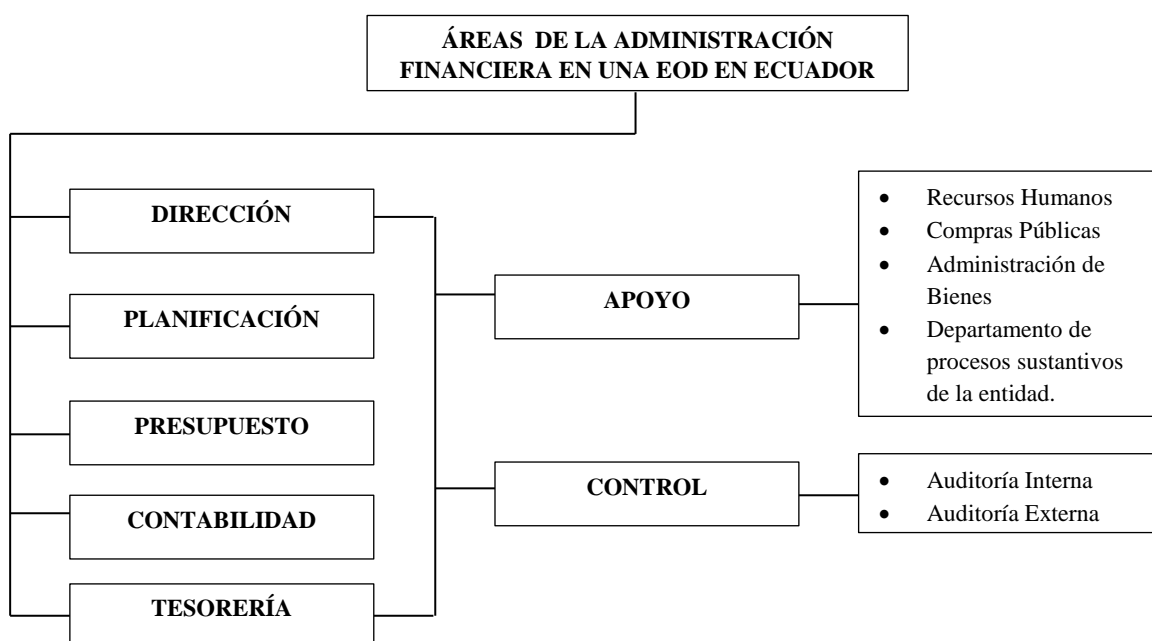 ÁREAS DE LA ADMINISTRACIÓN
FINANCIERA EN UNA EOD EN ECUADOR
DIRECCIÓN
PLANIFICACIÓN
PRESUPUESTO
CONTABILIDAD
TESORERÍA
APOYO
CONTROL
• Recursos Humanos
• Compras Públicas
• Administración de
Bienes
• Departamento de
procesos sustantivos
de la entidad.
• Auditoría Interna
• Auditoría Externa